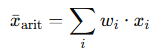 x̄_arit = ∑_i w_i · x_i